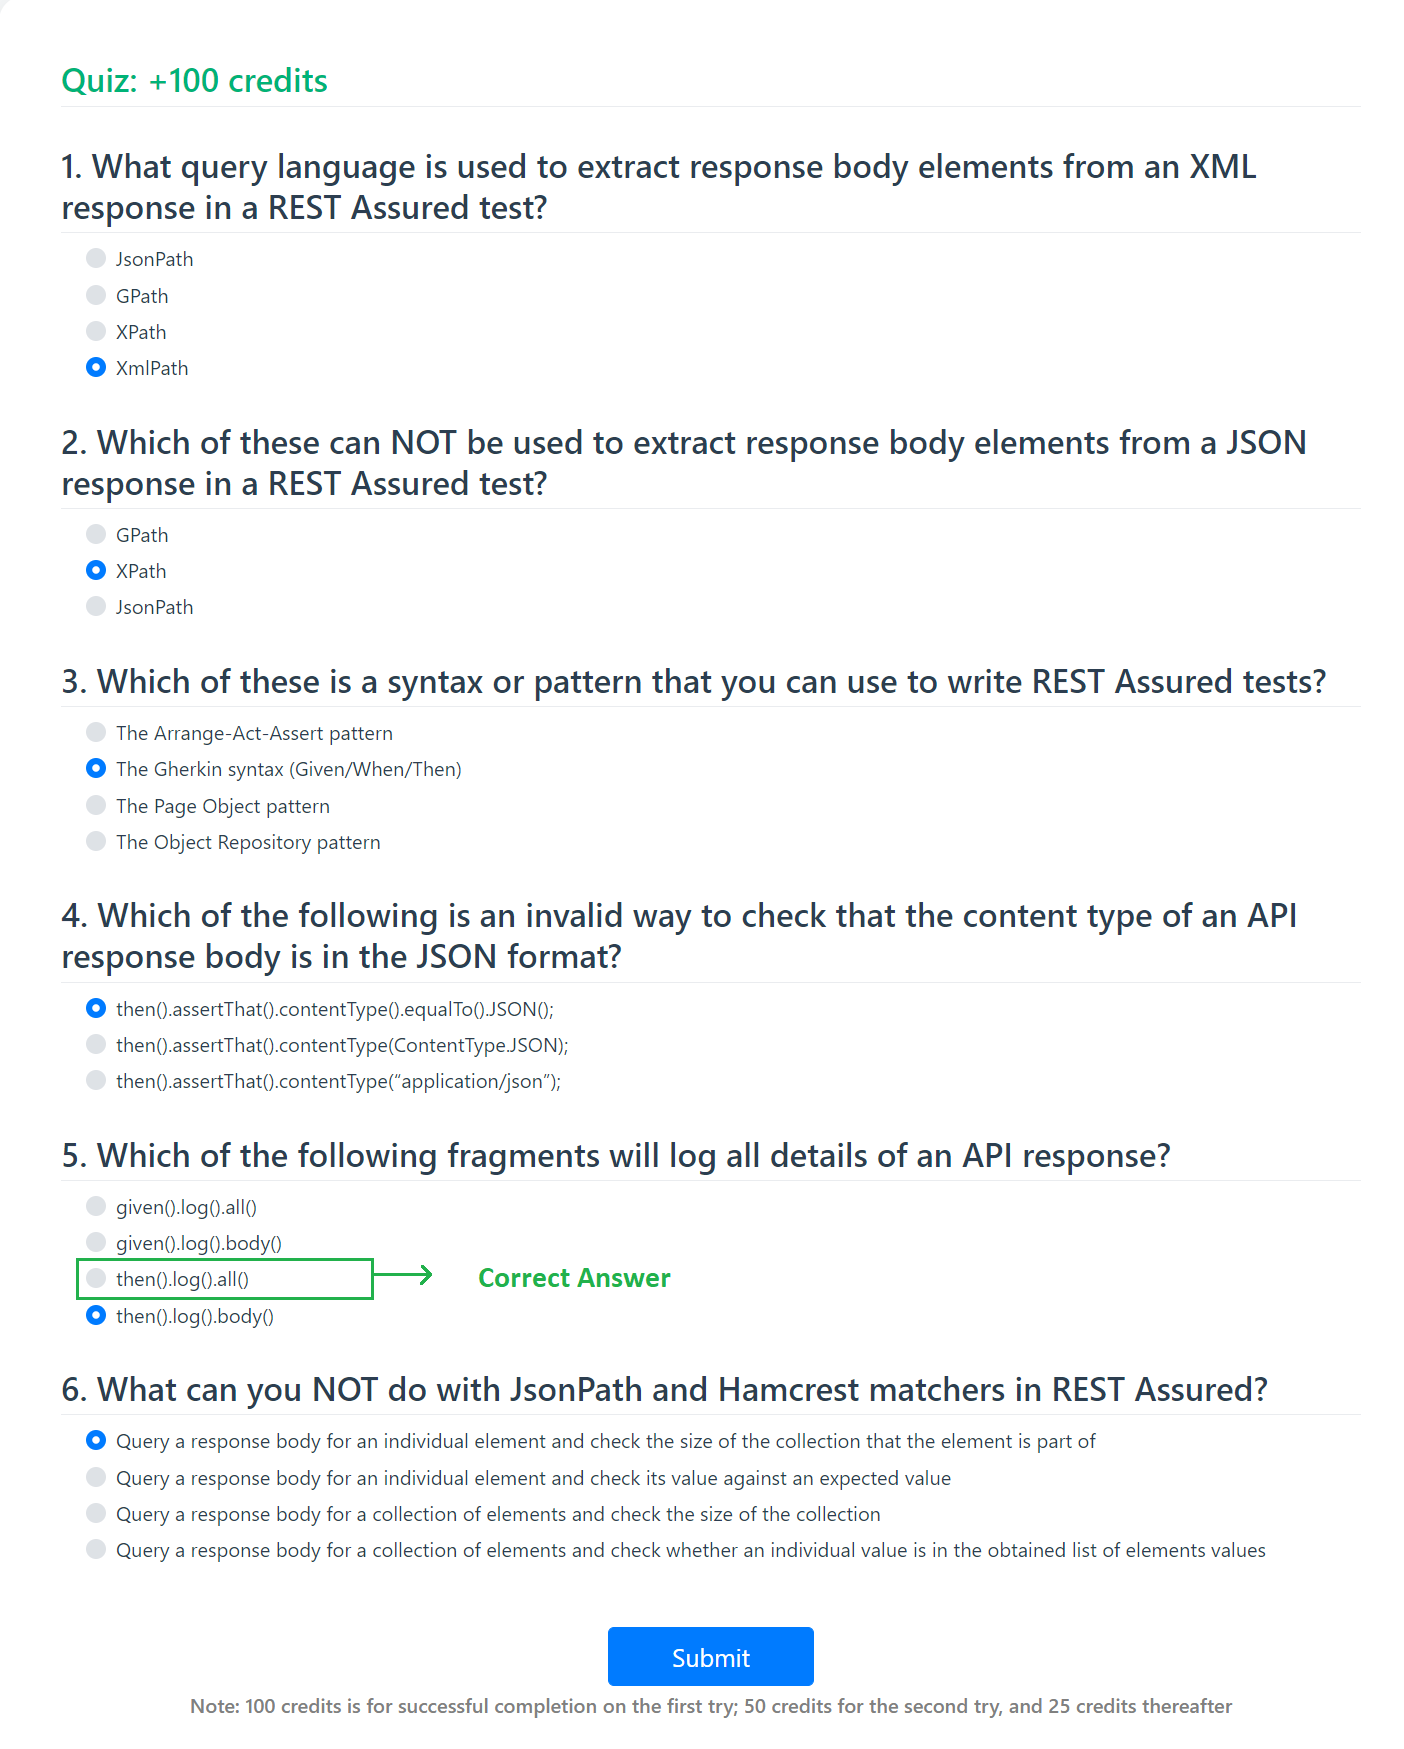 Quiz: +100 credits
1. What query language is used to extract response body elements from an XML
response in a REST Assured test?
JsonPath
GPath
XPath
XmlPath
2. Which of these can NOT be used to extract response body elements from a JSON
response in a REST Assured test?
GPath
XPath
JsonPath
3. Which of these is a syntax or pattern that you can use to write REST Assured tests?
The Arrange-Act-Assert pattern
The Gherkin syntax (Given/When/Then)
The Page Object pattern
The Object Repository pattern
4. Which of the following is an invalid way to check that the content type of an API
response body is in the JSON format?
then().assertThat().contentType().equalTo().JSON();
then().assertThat().contentType(ContentType.JSON);
then().assertThat().contentType(“application/json”);
5. Which of the following fragments will log all details of an API response?
given().log().all()
given().log().body()
then().log().all()
Correct Answer
then().log().body()
6. What can you NOT do with JsonPath and Hamcrest matchers in REST Assured?
Query a response body for an individual element and check the size of the collection that the element is part of
Query a response body for an individual element and check its value against an expected value
Query a response body for a collection of elements and check the size of the collection
Query a response body for a collection of elements and check whether an individual value is in the obtained list of elements values
Submit
Note: 100 credits is for successful completion on the first try; 50 credits for the second try, and 25 credits thereafter